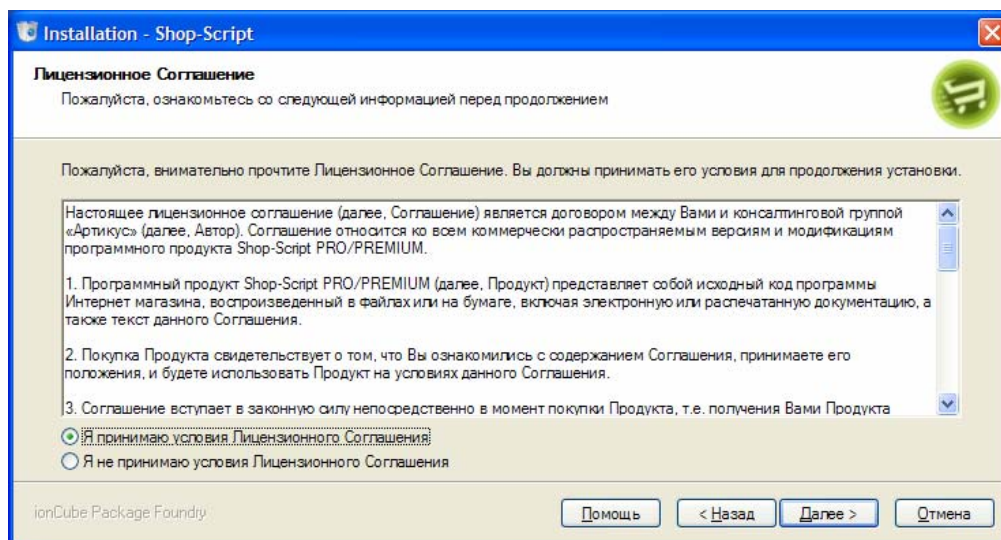 Installation - Shop-Script
Лицензионное Соглашение
Пожалуйста, ознакомьтесь со следующей информацией перед продолжением
Пожалуйста, внимательно прочтите Лицензионное Соглашение. Вы должны принимать его условия для продолжения установки.
Настоящее лицензионное соглашение (далее, Соглашение) является договором между Вами и консалтинговой группой
«Артикус» (далее, Автор). Соглашение относится ко всем коммерчески распространяемым версиям и модификациям
программного продукта Shop-Script PRO/PREMIUM.
1. Программный продукт Shop-Script PRO/PREMIUM (далее, Продукт) представляет собой исходный код программы
Интернет магазина, воспроизведенный в файлах или на бумаге, включая электронную или распечатанную документацию, а
также текст данного Соглашения.
2. Покупка Продукта свидетельствует о том, что Вы ознакомились с содержанием Соглашения, принимаете его
положения, и будете использовать Продукт на условиях данного Соглашения.
3. Соглашение вступает в законную силу непосредственно в момент покупки Продукта, т.е. получения Вами Продукта
Я принимаю условия Лицензионного Соглашения
Я не принимаю условия Лицензионного Соглашения
ionCube Package Foundry
Помощь
< Назад
Далее >
Отмена